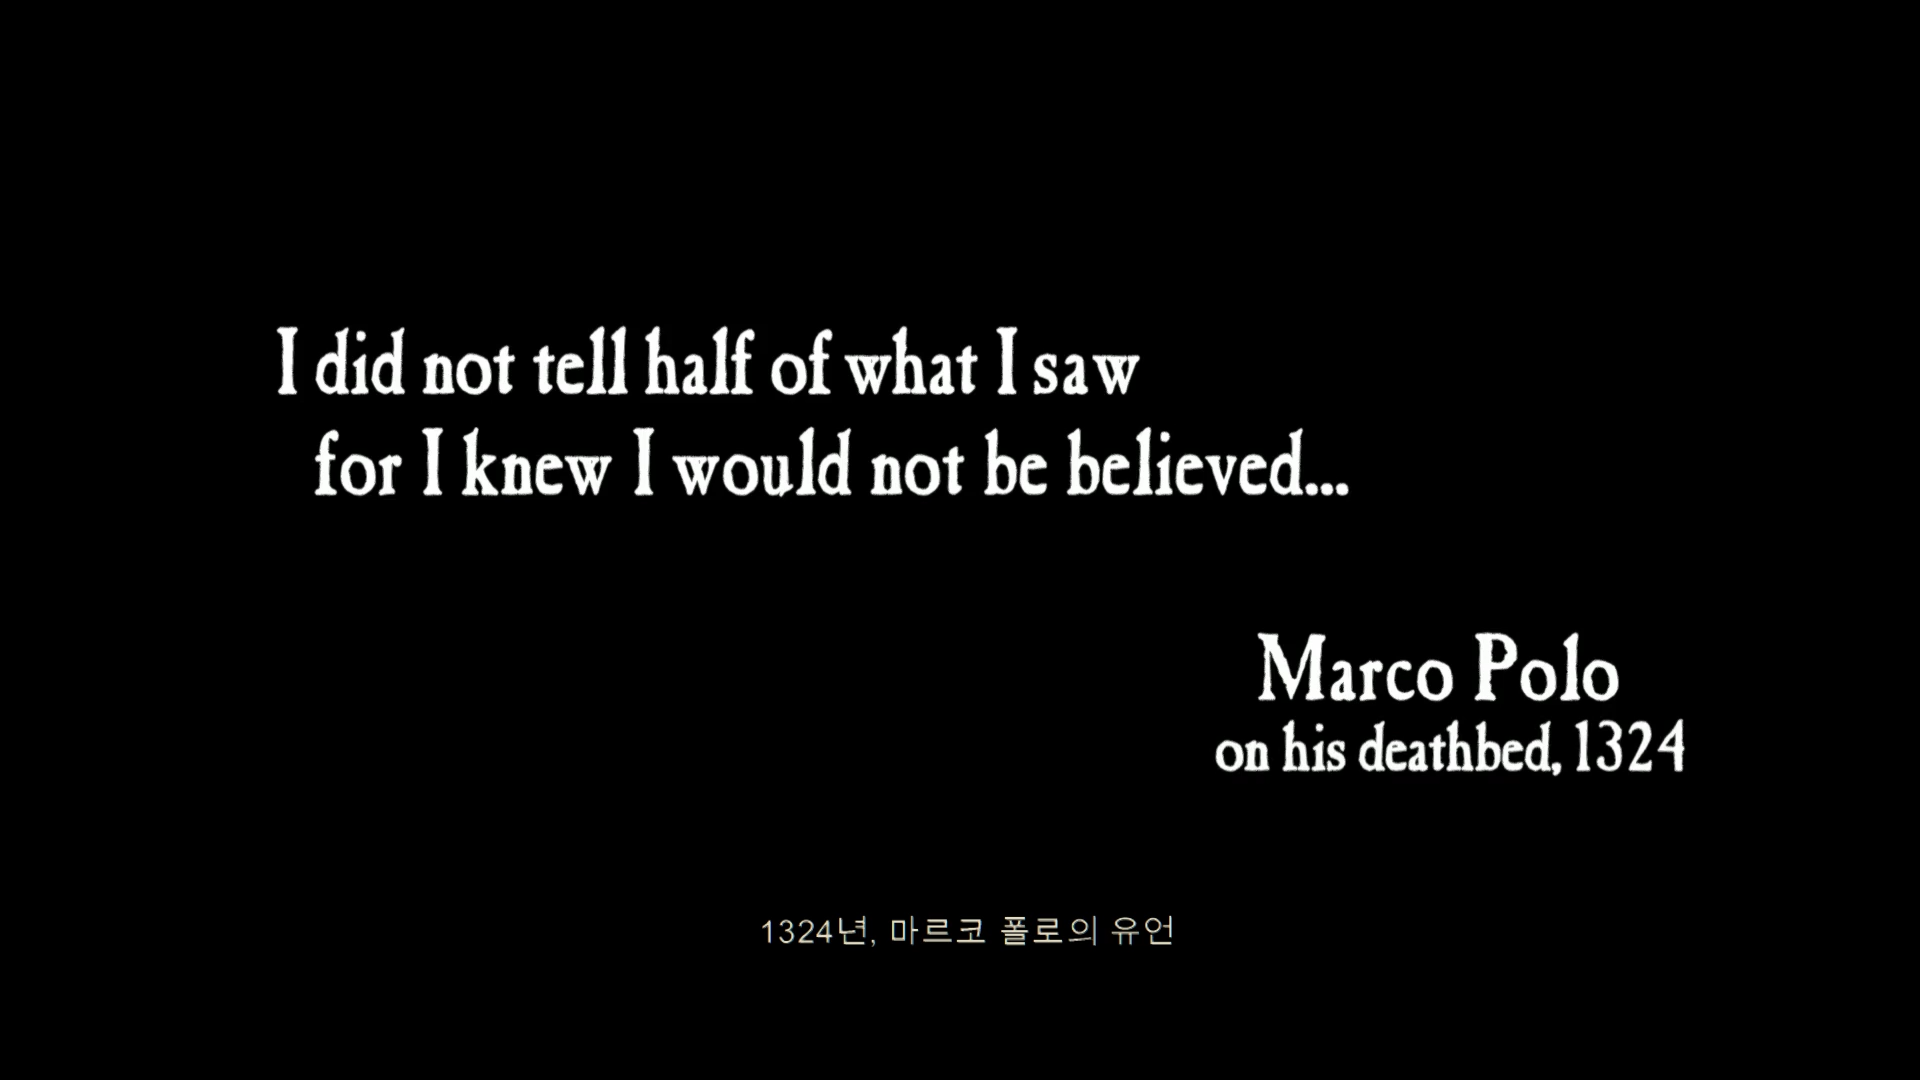 I did not tell half of what I saw
for I knew I would not be believed...
Marco Polo
on his deathbed, 1324
1324년, 마르코 폴로의 유언